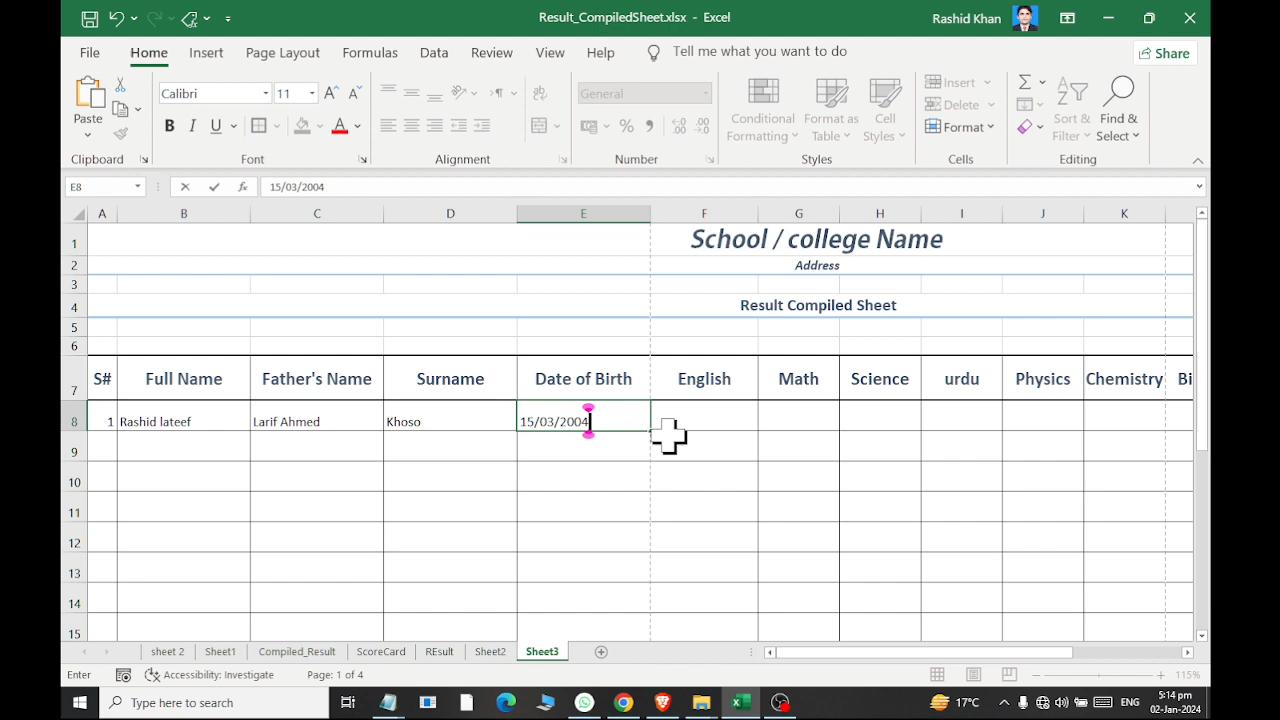 Result_CompiledSheet.xlsx - Excel
Rashid Khan
File Home Insert Page Layout Formulas Data Review View Help Tell me what you want to do Share
Calibri 11 General
Paste
B I U A
Conditional Formatting
Format as Table
Cell Styles
Insert
Delete
Format
Sort & Filter
Find & Select
Clipboard Font Alignment Number Styles Cells Editing
E8 fx 15/03/2004
A B C D E F G H I J K
1 School / college Name
2 Address
3
4 Result Compiled Sheet
5
6
7 S# Full Name Father's Name Surname Date of Birth English Math Science urdu Physics Chemistry Bi
8 1 Rashid lateef Larif Ahmed Khoso 15/03/2004
9
10
11
12
13
14
15
sheet 2 Sheet1 Compiled_Result ScoreCard REsult Sheet2 Sheet3
Enter Accessibility: Investigate Page: 1 of 4 115%
Type here to search 17°C ENG 5:14 pm
02-Jan-2024